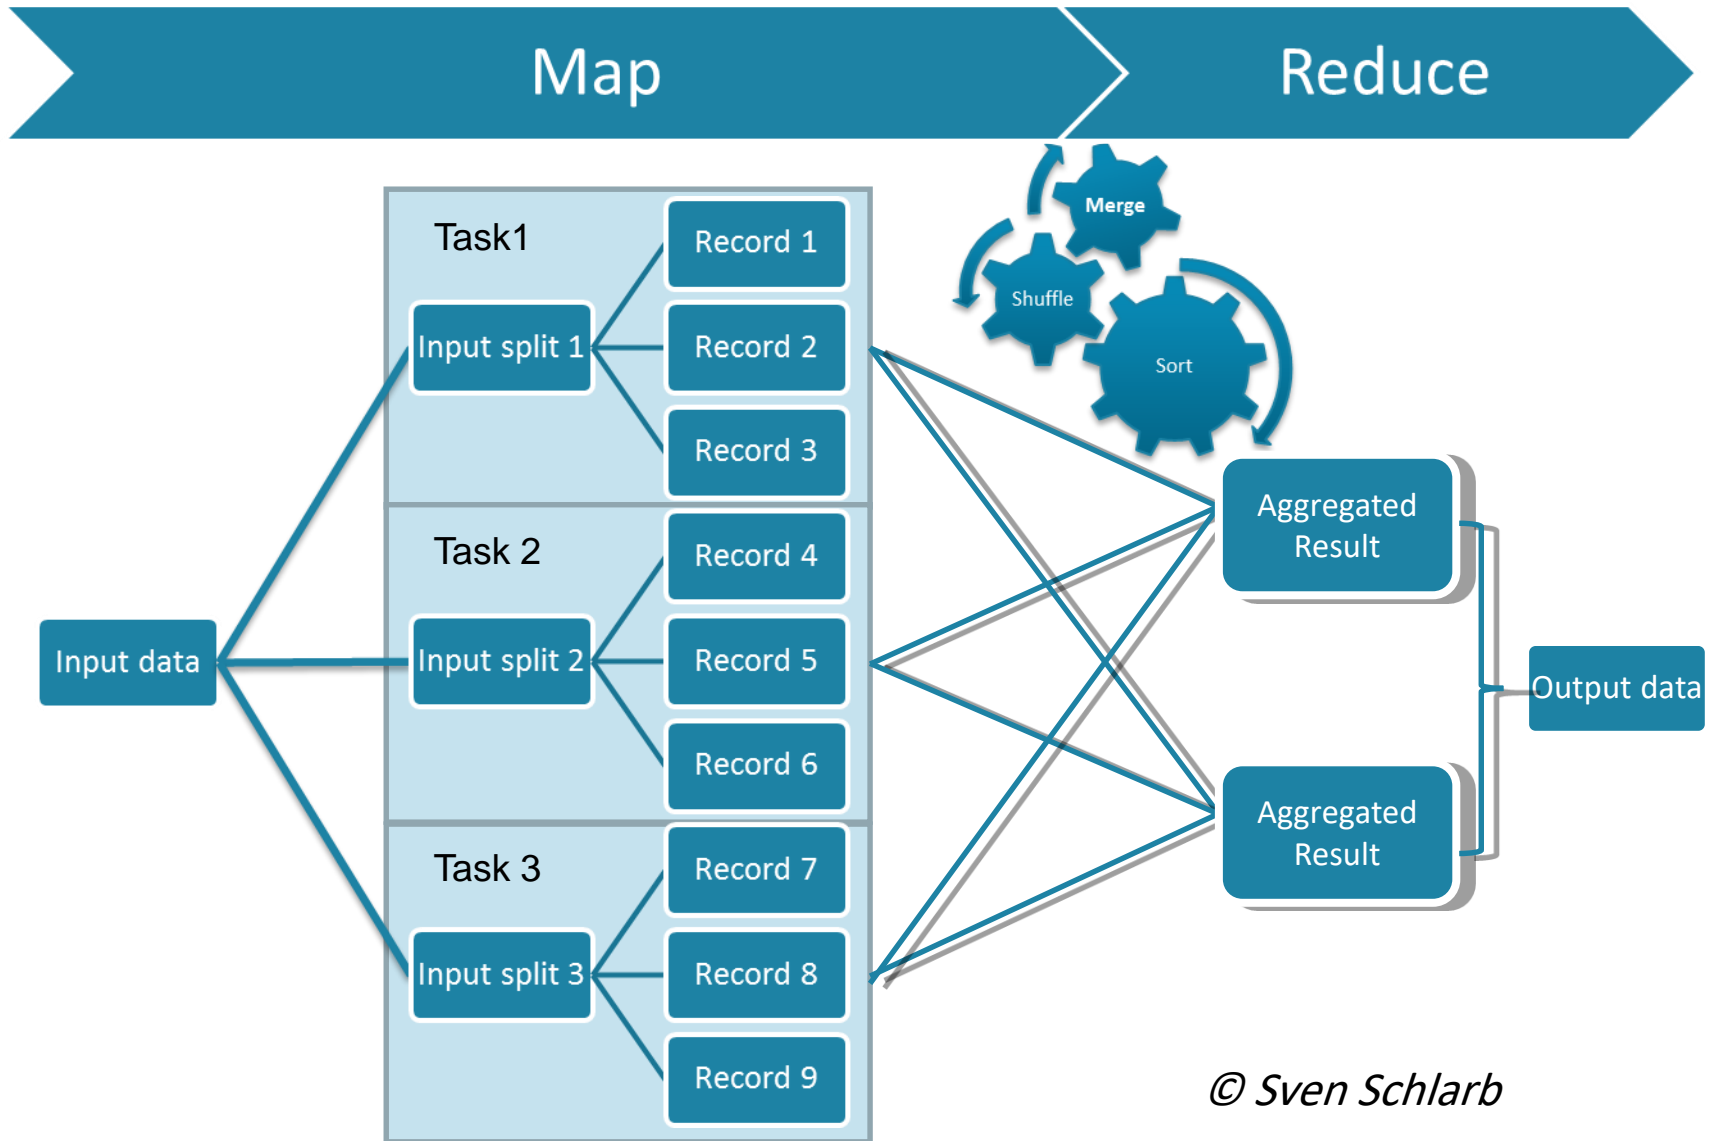 Map
Reduce
Merge
Shuffle
Sort
Task1
Record 1
Input split 1
Record 2
Record 3
Task 2
Record 4
Input split 2
Record 5
Record 6
Task 3
Record 7
Input split 3
Record 8
Record 9
Input data
Aggregated
Result
Aggregated
Result
Output data
© Sven Schlarb